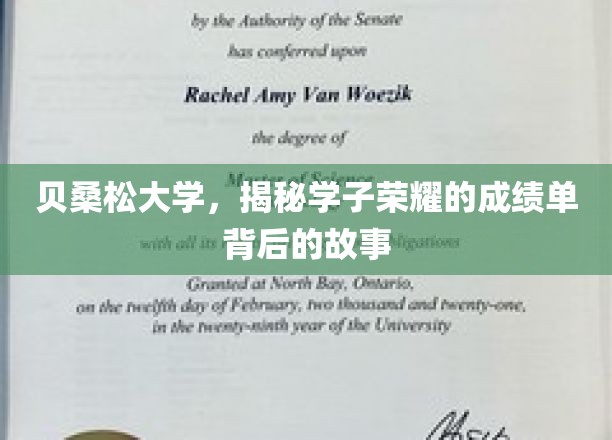 by the Authority of the Senate
has conferred upon
Rachel Amy Van Woezik
the degree of
Master of Science
贝桑松大学，揭秘学子荣耀的成绩单
背后的故事
with all its obligations
Granted at North Bay, Ontario,
on the twelfth day of February, two thousand and twenty-one,
in the twenty-ninth year of the University